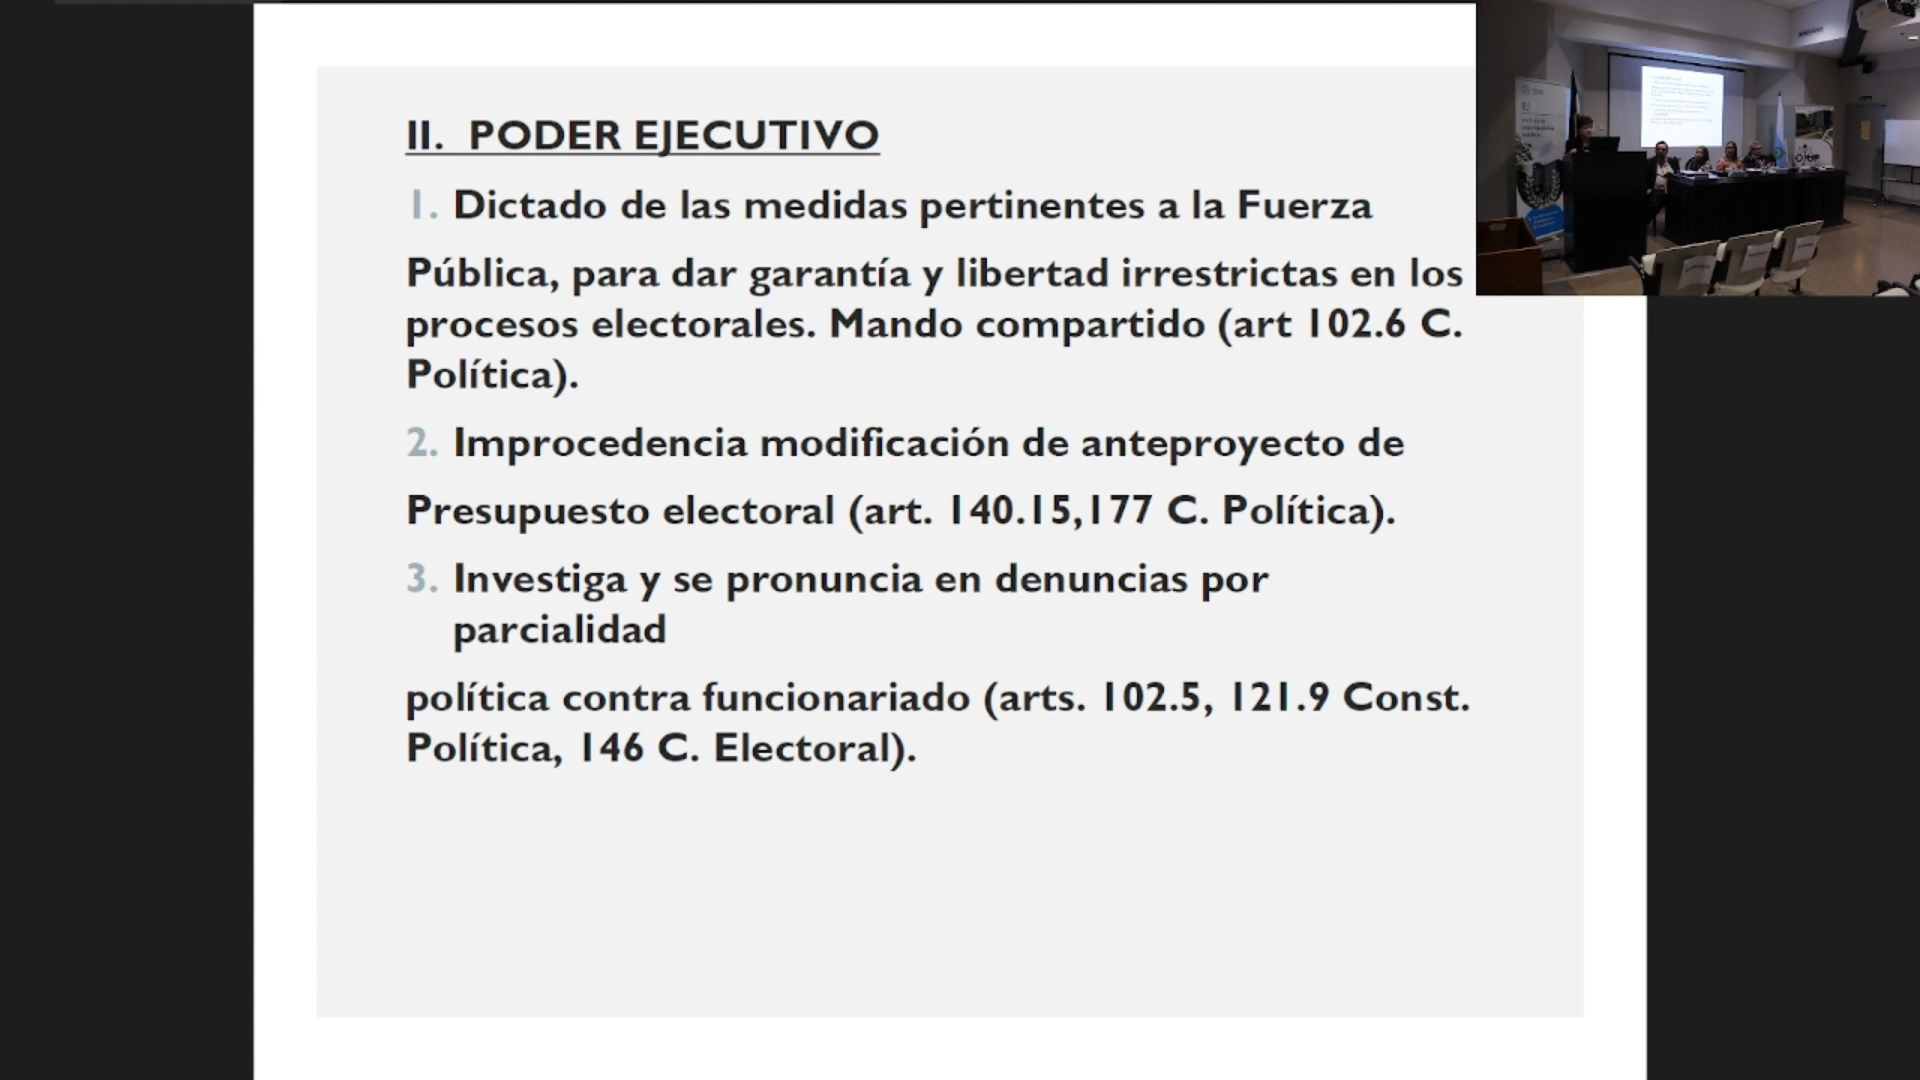 II. PODER EJECUTIVO
1. Dictado de las medidas pertinentes a la Fuerza
Pública, para dar garantía y libertad irrestrictas en los
procesos electorales. Mando compartido (art 102.6 C.
Política).
2. Improcedencia modificación de anteproyecto de
Presupuesto electoral (art. 140.15,177 C. Política).
3. Investiga y se pronuncia en denuncias por
parcialidad
política contra funcionariado (arts. 102.5, 121.9 Const.
Política, 146 C. Electoral).